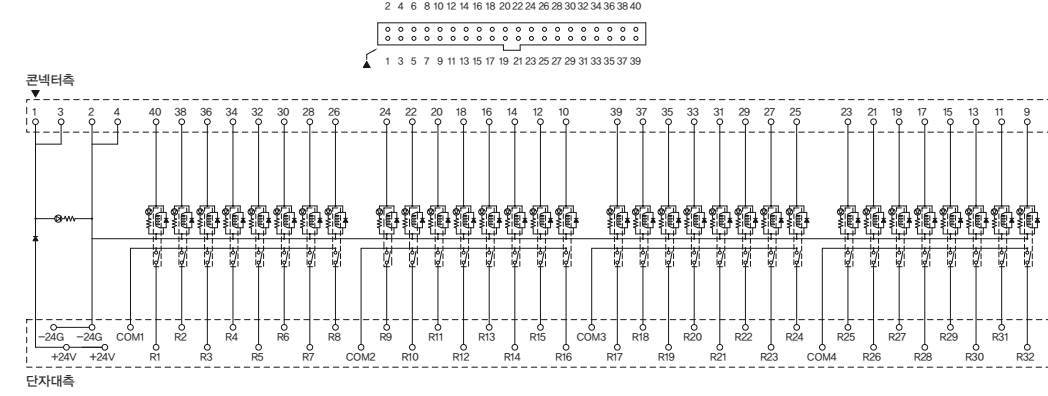 2 4 6 8 10 12 14 16 18 20 22 24 26 28 30 32 34 36 38 40
1 3 5 7 9 11 13 15 17 19 21 23 25 27 29 31 33 35 37 39
콘넥터측
1 3 2 4 40 38 36 34 32 30 28 26 24 22 20 18 16 14 12 10 39 37 35 33 31 29 27 25 23 21 19 17 15 13 11 9
−24G −24G COM1 R2 R4 R6 R8 R9 R11 R13 R15 COM3 R18 R20 R22 R24 R25 R27 R29 R31
+24V +24V R1 R3 R5 R7 COM2 R10 R12 R14 R16 R17 R19 R21 R23 COM4 R26 R28 R30 R32
단자대측